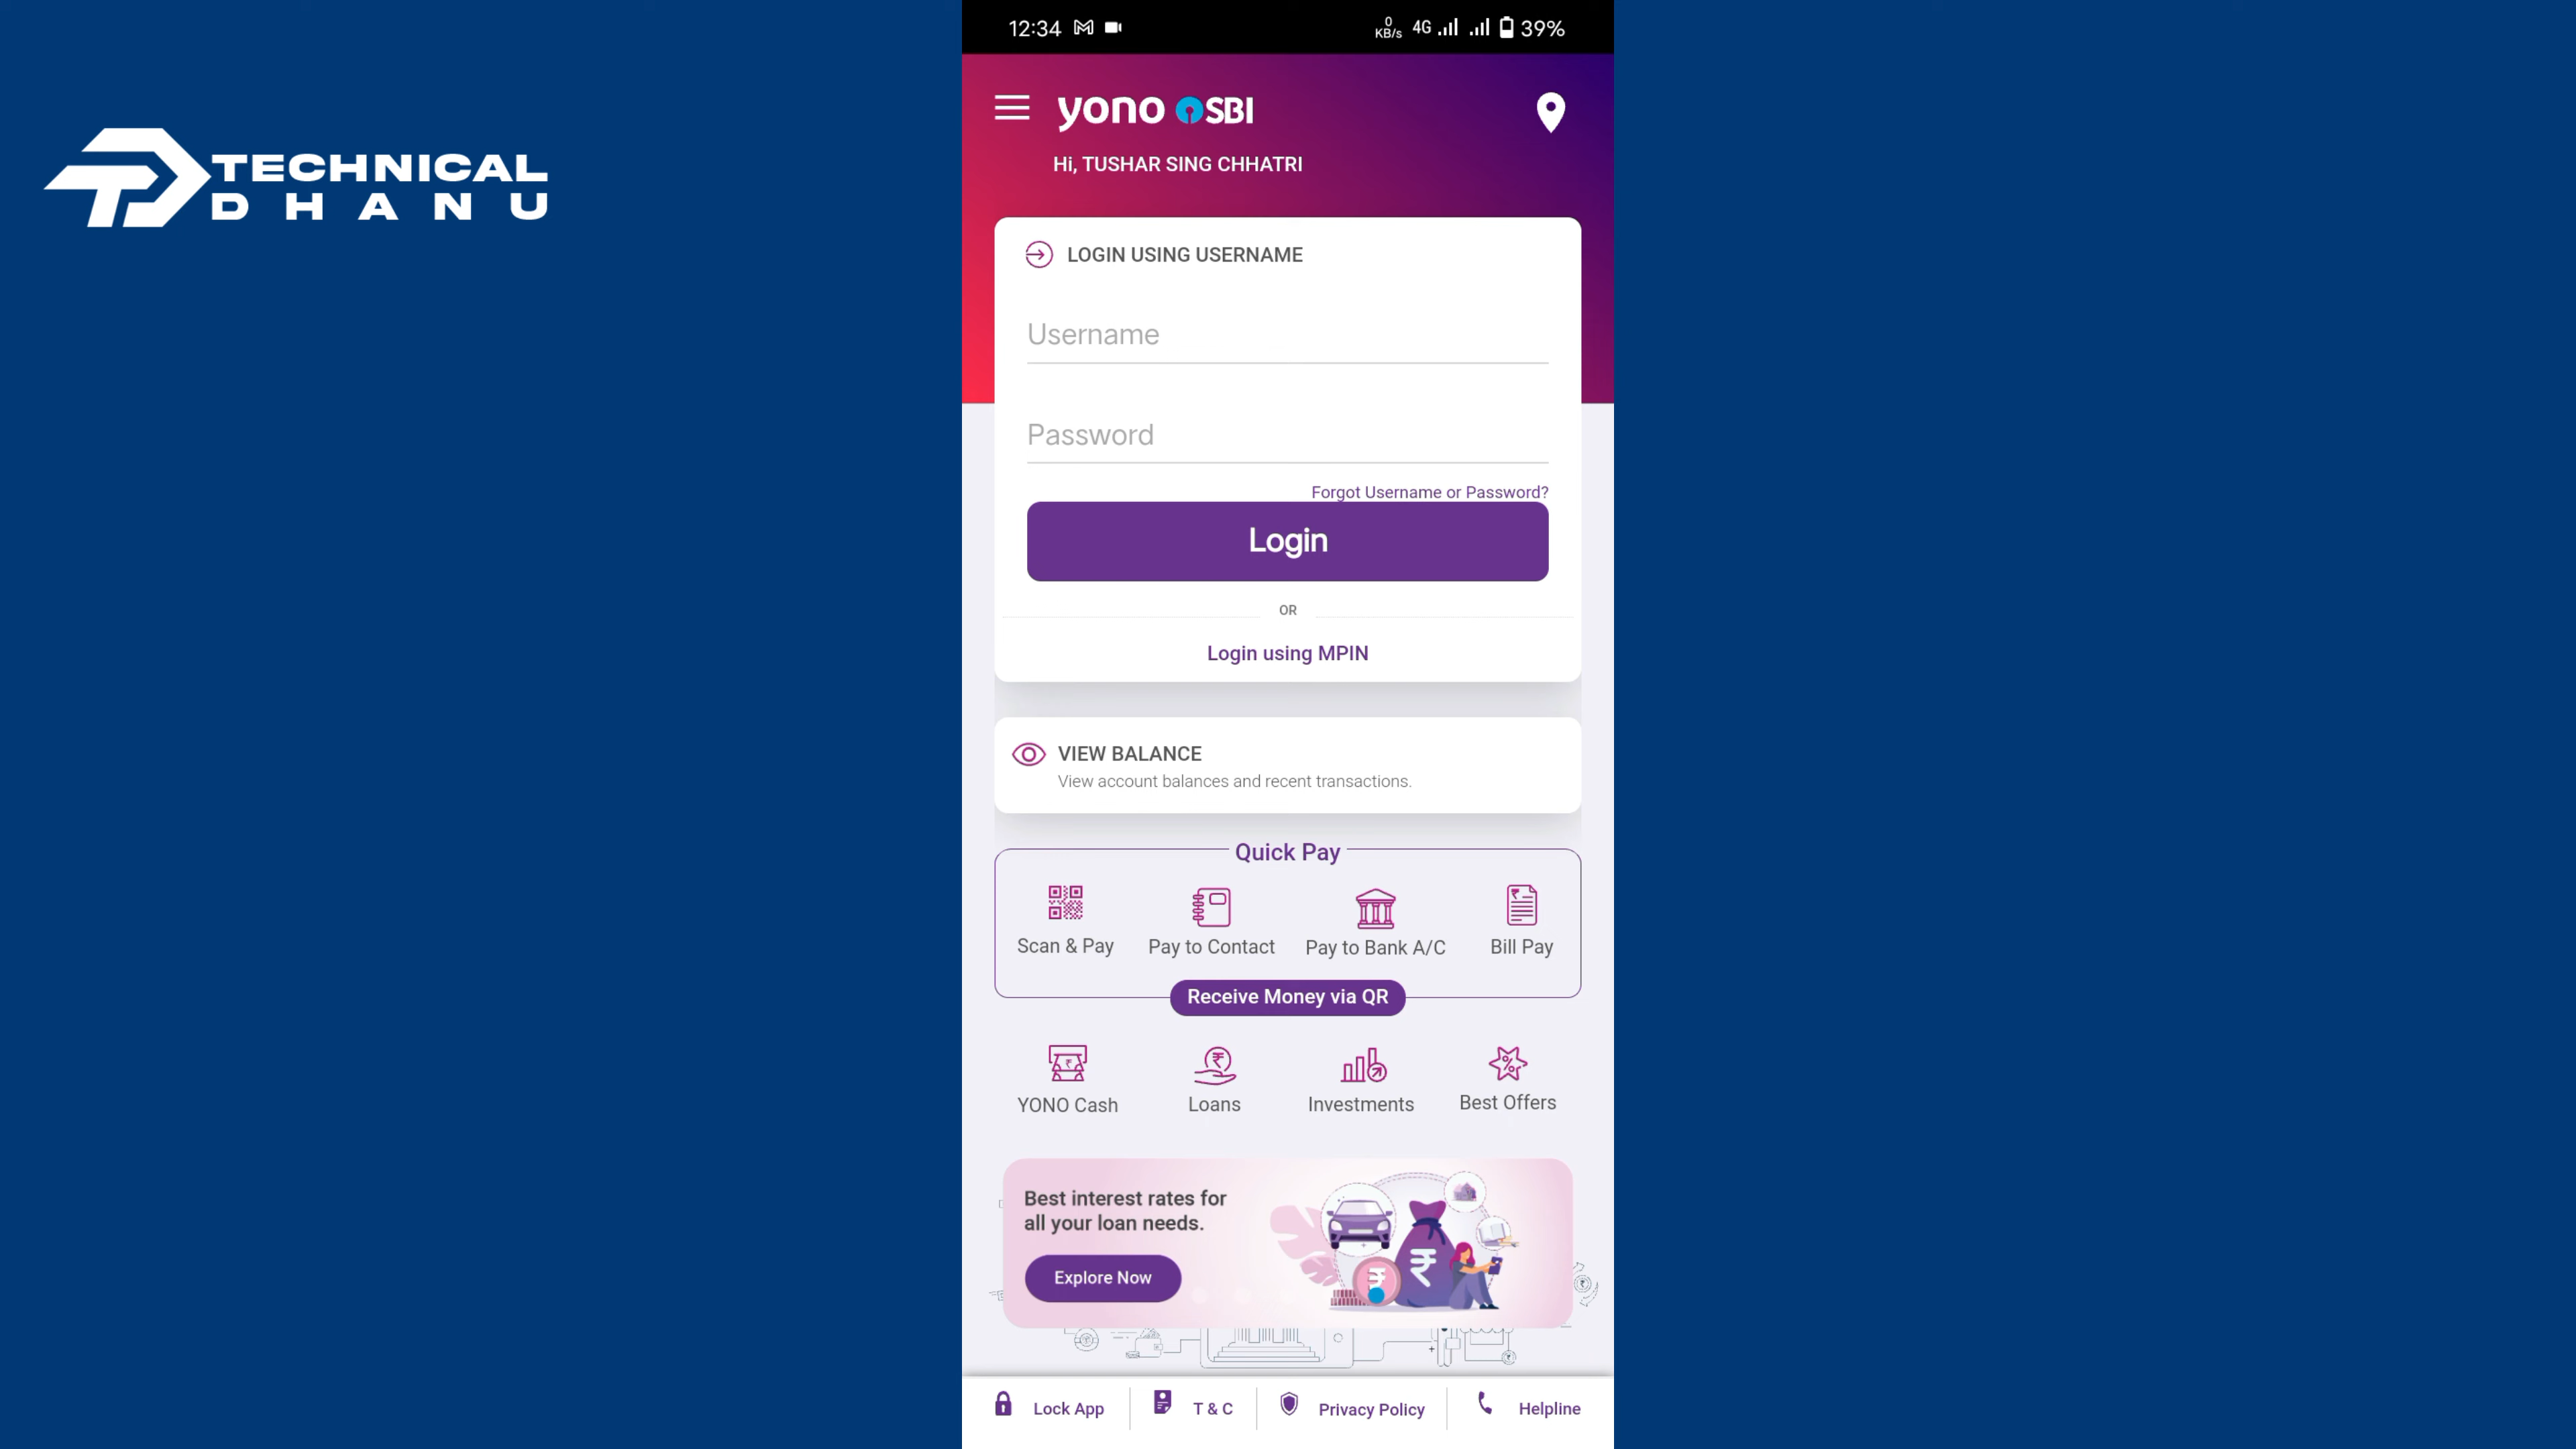 12:34
0
KB/s
4G
39%
TECHNICAL
DHANU
yono SBI
Hi, TUSHAR SING CHHATRI
LOGIN USING USERNAME
Username
Password
Forgot Username or Password?
Login
OR
Login using MPIN
VIEW BALANCE
View account balances and recent transactions.
Quick Pay
Scan & Pay
Pay to Contact
Pay to Bank A/C
Bill Pay
Receive Money via QR
YONO Cash
Loans
Investments
Best Offers
Best interest rates for
all your loan needs.
Explore Now
Lock App
T & C
Privacy Policy
Helpline